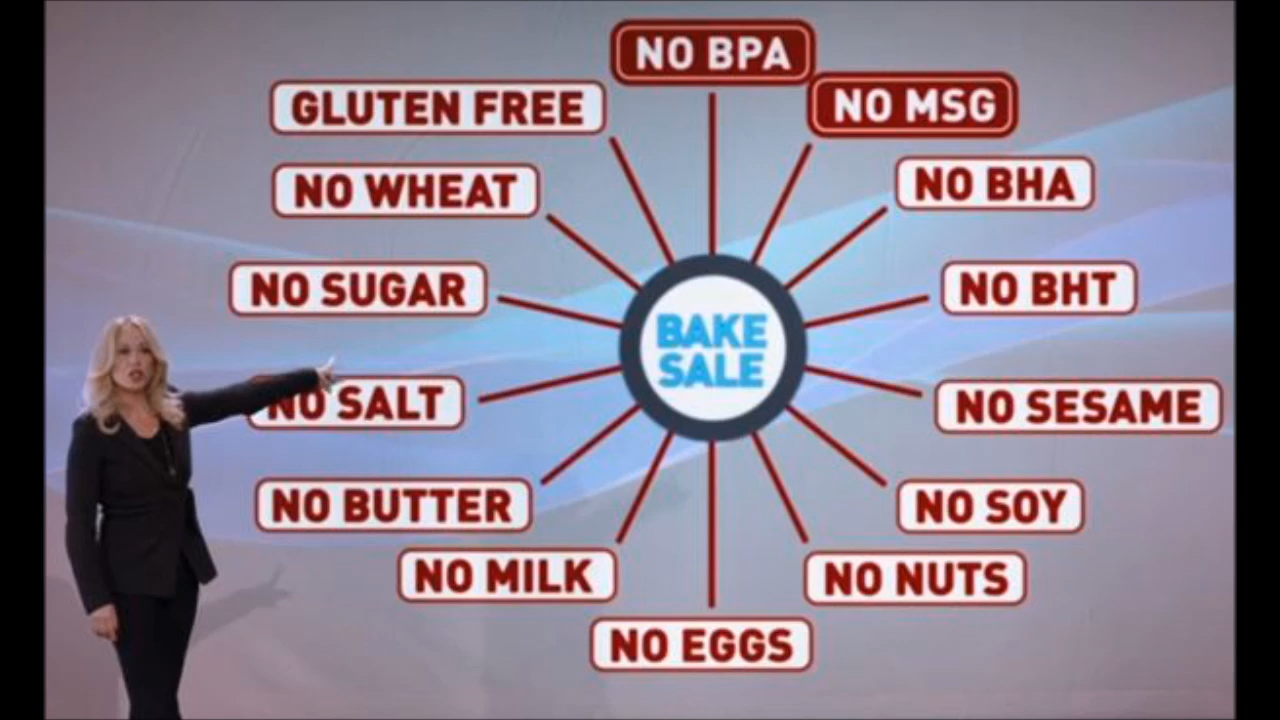 NO BPA
NO MSG
GLUTEN FREE
NO BHA
NO WHEAT
NO BHT
NO SUGAR
BAKE
SALE
NO SALT
NO SESAME
NO BUTTER
NO SOY
NO MILK
NO NUTS
NO EGGS